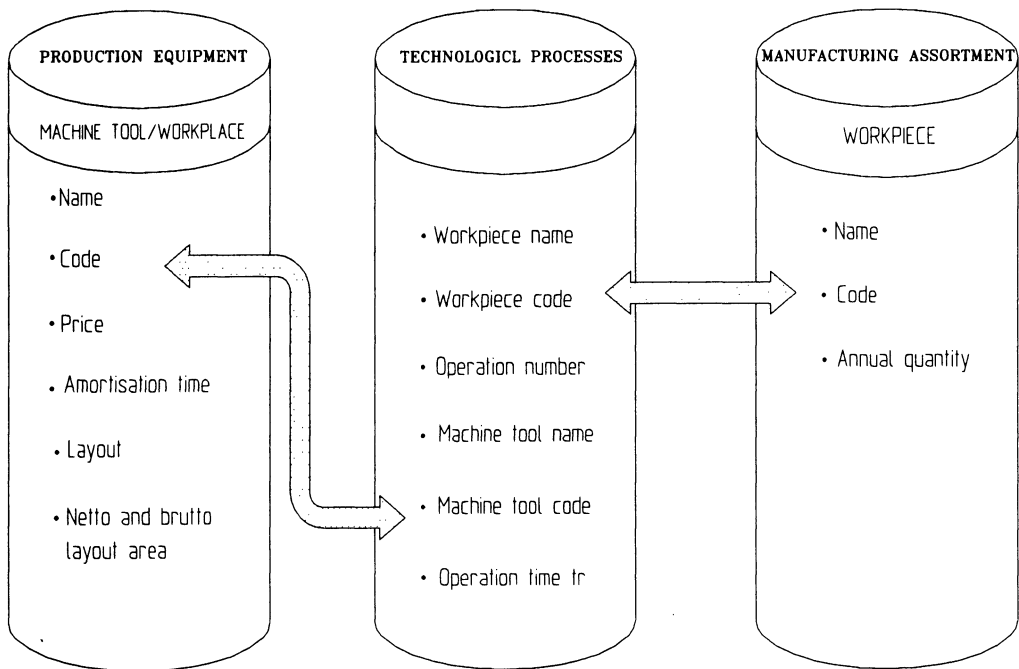 PRODUCTION EQUIPMENT
MACHINE TOOL/WORKPLACE
•Name
•Code
•Price
• Amortisation time
• Layout
• Netto and brutto
layout area
TECHNOLOGICL PROCESSES
• Workpiece name
• Workpiece code
• Operation number
• Machine tool name
• Machine tool code
• Operation time tr
MANUFACTURING ASSORTMENT
WORKPIECE
• Name
• Code
• Annual quantity